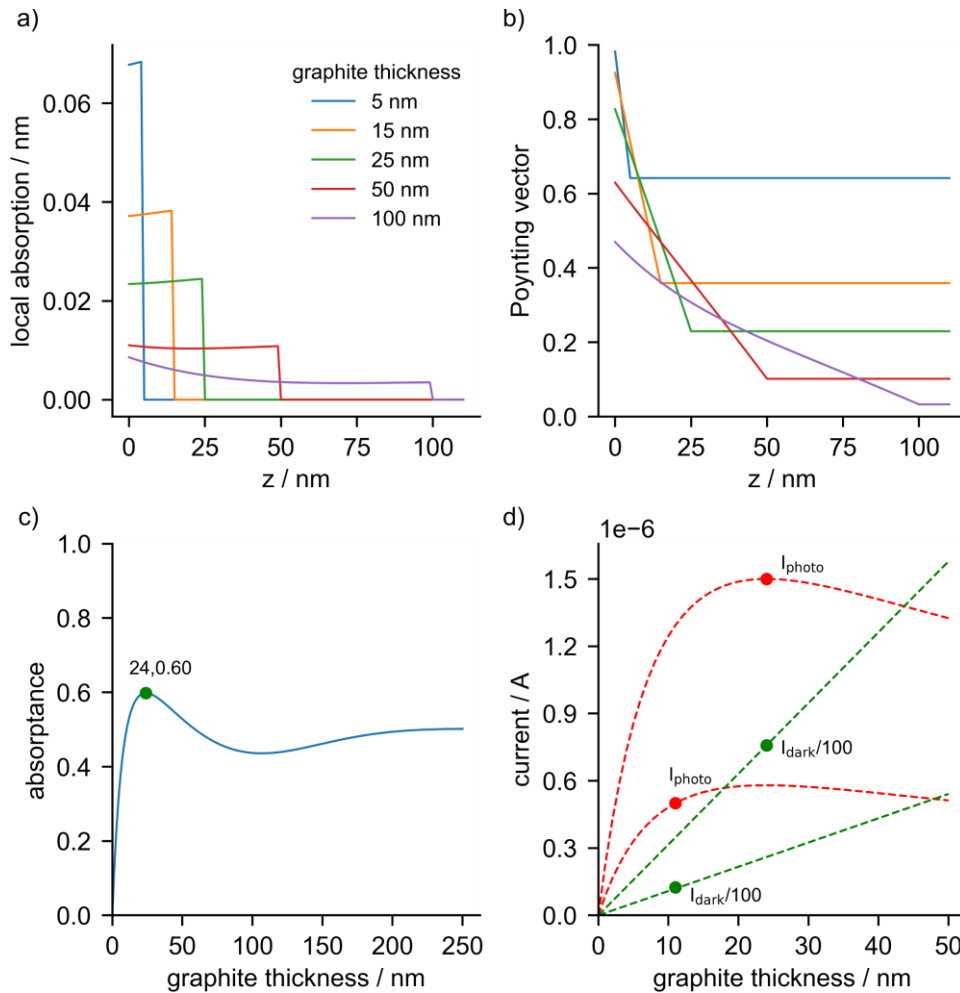 a)
local absorption / nm
0.06
0.04
0.02
0.00
0
25
50
75
100
z / nm
graphite thickness
5 nm
15 nm
25 nm
50 nm
100 nm
b)
Poynting vector
1.0
0.8
0.6
0.4
0.2
0.0
0
25
50
75
100
z / nm
c)
absorptance
1.0
0.8
0.6
0.4
0.2
0.0
24,0.60
0
50
100
150
200
250
graphite thickness / nm
d)
1e−6
current / A
1.5
1.2
0.9
0.6
0.3
0.0
I_photo
I_dark/100
I_photo
I_dark/100
0
10
20
30
40
50
graphite thickness / nm